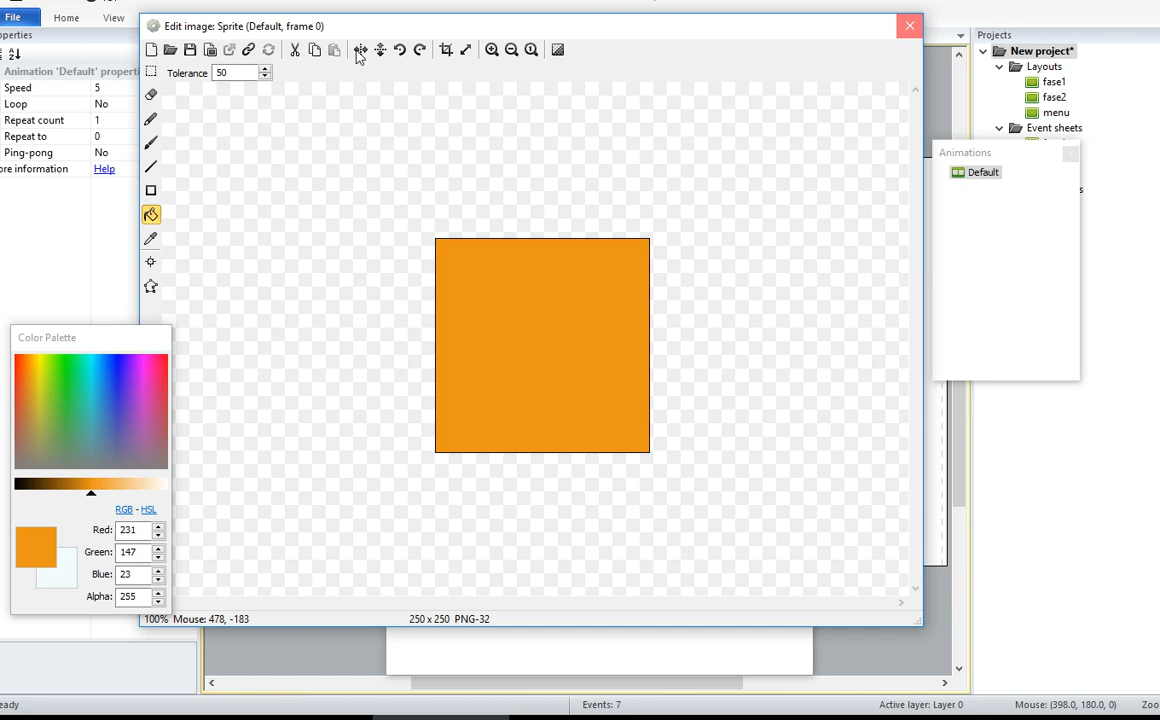 File Home View
operties
Animation 'Default' properti
Speed 5
Loop No
Repeat count 1
Repeat to 0
Ping-pong No
ore information Help
Edit image: Sprite (Default, frame 0)
Tolerance 50
Color Palette
RGB - HSL
Red: 231
Green: 147
Blue: 23
Alpha: 255
100% Mouse: 478, -183 250 x 250 PNG-32
Projects
New project*
Layouts
fase1
fase2
menu
Event sheets
Animations
Default
eady Events: 7 Active layer: Layer 0 Mouse: (398.0, 180.0, 0) Zoo